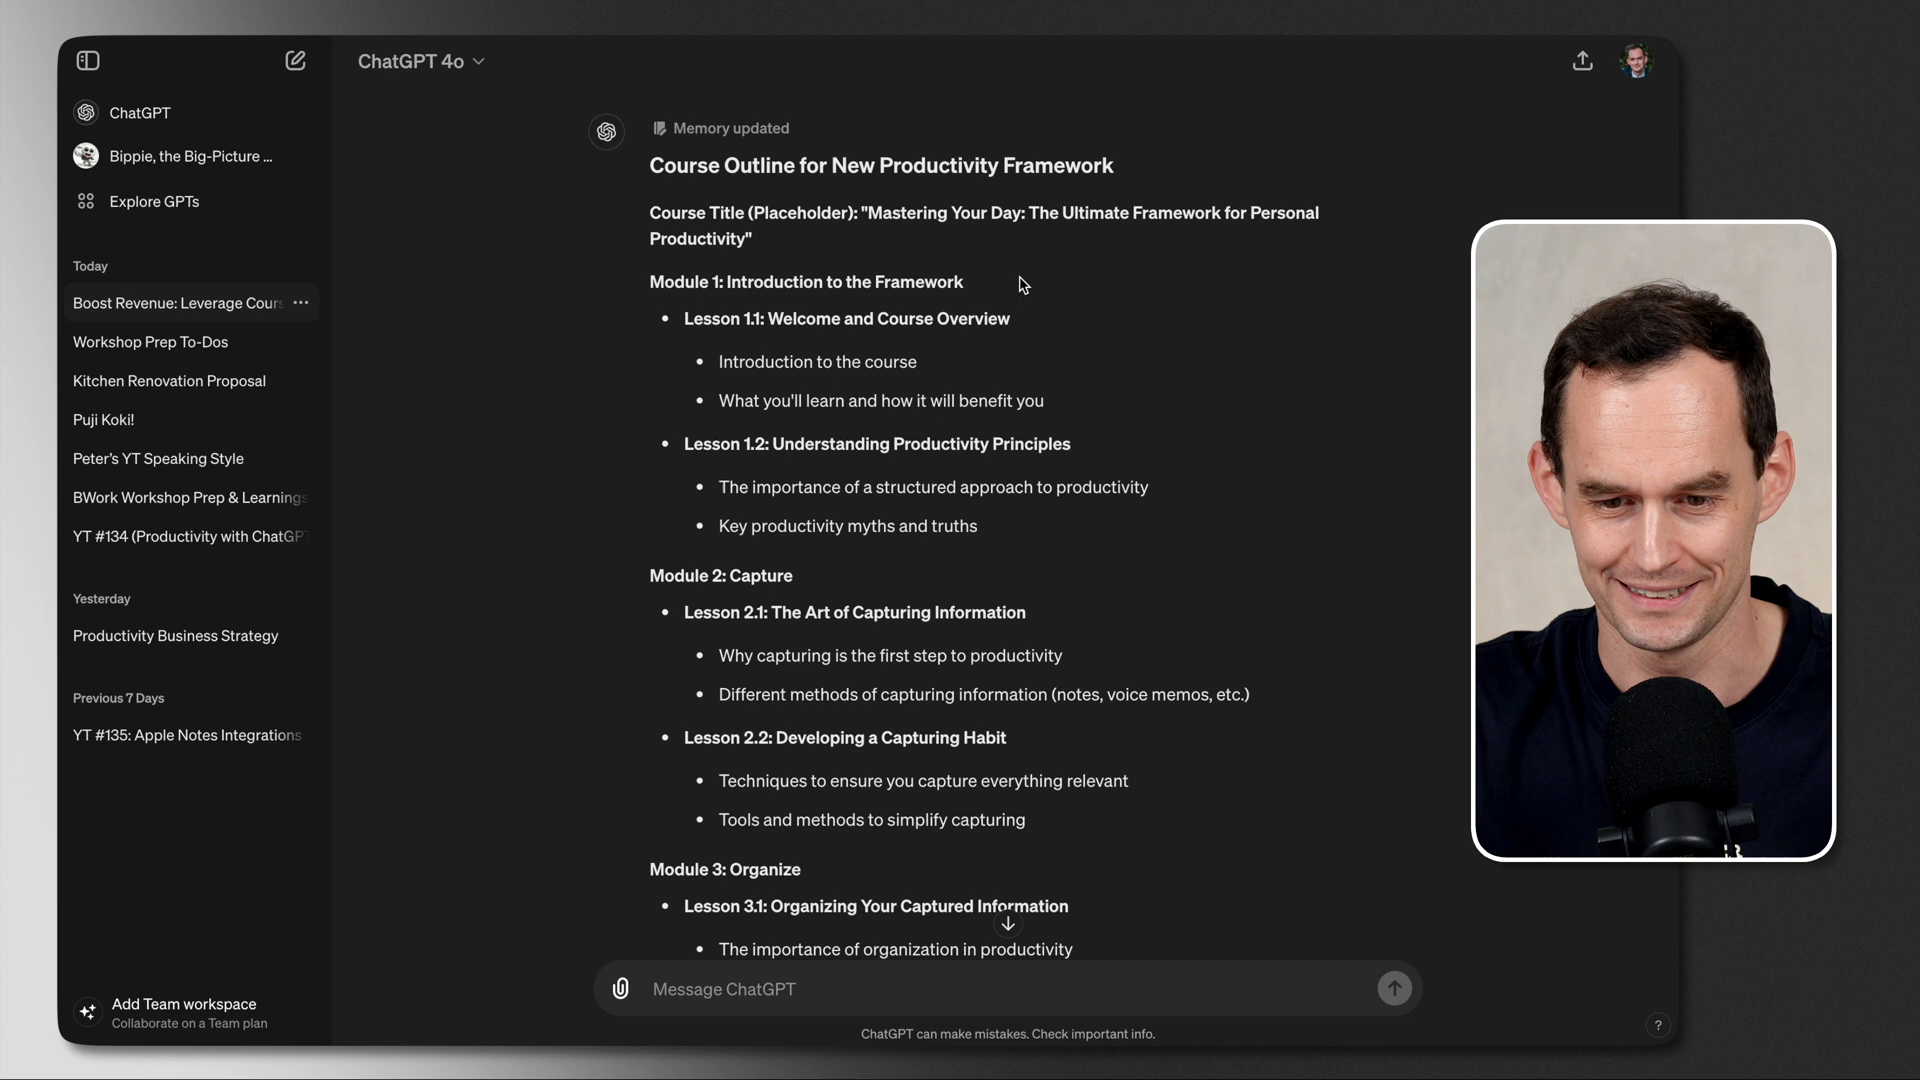 ChatGPT
Bippie, the Big-Picture ...
Explore GPTs
Today
Boost Revenue: Leverage Cours
Workshop Prep To-Dos
Kitchen Renovation Proposal
Puji Koki!
Peter's YT Speaking Style
BWork Workshop Prep & Learnings
YT #134 (Productivity with ChatGPT
Yesterday
Productivity Business Strategy
Previous 7 Days
YT #135: Apple Notes Integrations
Add Team workspace
Collaborate on a Team plan
ChatGPT 4o
Memory updated
Course Outline for New Productivity Framework
Course Title (Placeholder): "Mastering Your Day: The Ultimate Framework for Personal
Productivity"
Module 1: Introduction to the Framework
• Lesson 1.1: Welcome and Course Overview
• Introduction to the course
• What you'll learn and how it will benefit you
• Lesson 1.2: Understanding Productivity Principles
• The importance of a structured approach to productivity
• Key productivity myths and truths
Module 2: Capture
• Lesson 2.1: The Art of Capturing Information
• Why capturing is the first step to productivity
• Different methods of capturing information (notes, voice memos, etc.)
• Lesson 2.2: Developing a Capturing Habit
• Techniques to ensure you capture everything relevant
• Tools and methods to simplify capturing
Module 3: Organize
• Lesson 3.1: Organizing Your Captured Information
• The importance of organization in productivity
Message ChatGPT
ChatGPT can make mistakes. Check important info.
?